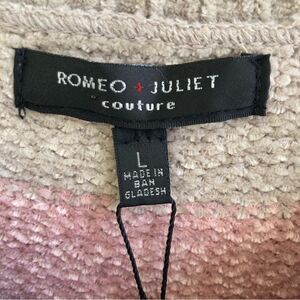 ROMEO + JULIET
couture
L
MADE IN
BAN
GLADESH